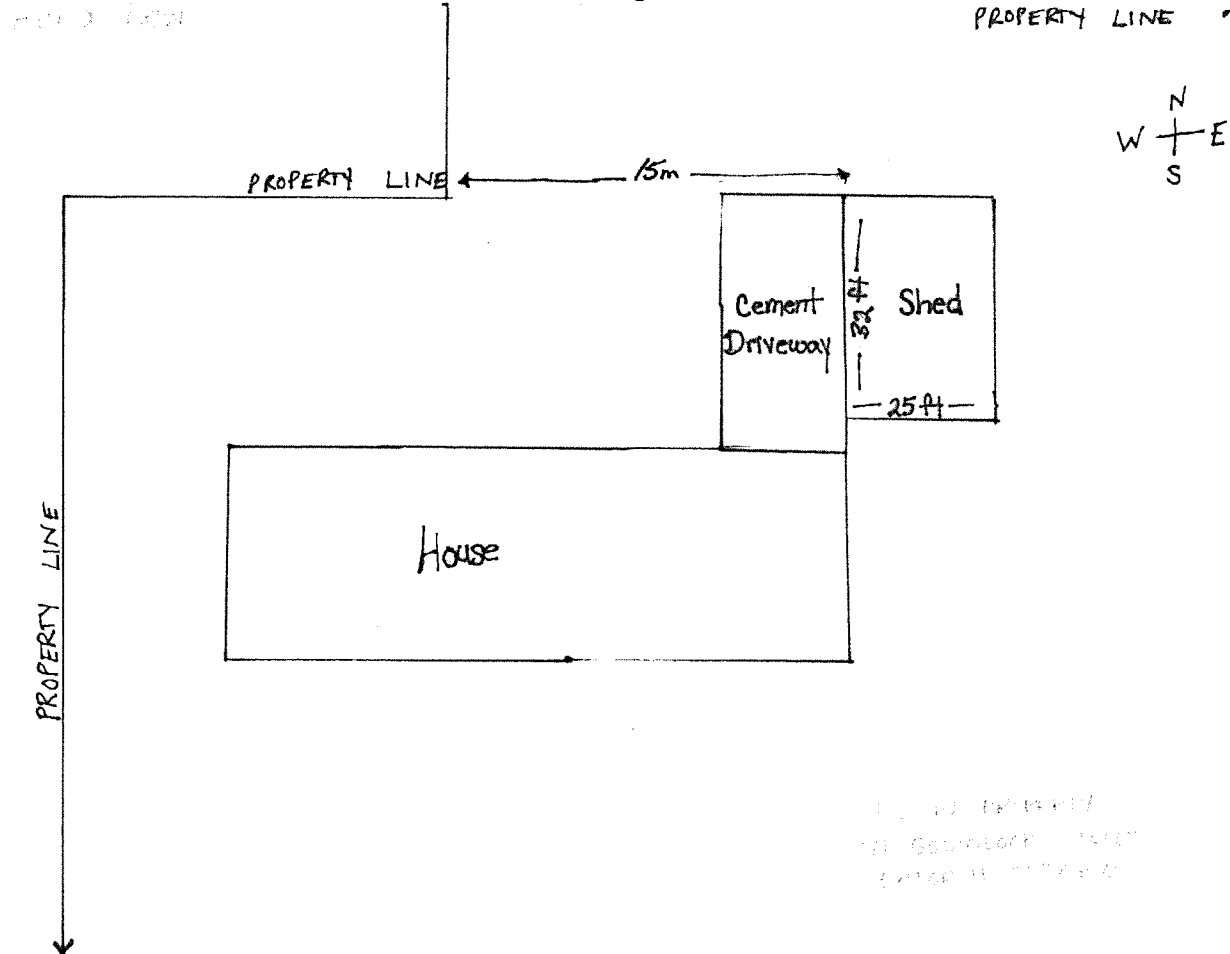 PROPERTY LINE
N
W E
S
PROPERTY LINE
15m
Cement
Driveway
32 ft
Shed
25 ft
House
PROPERTY LINE